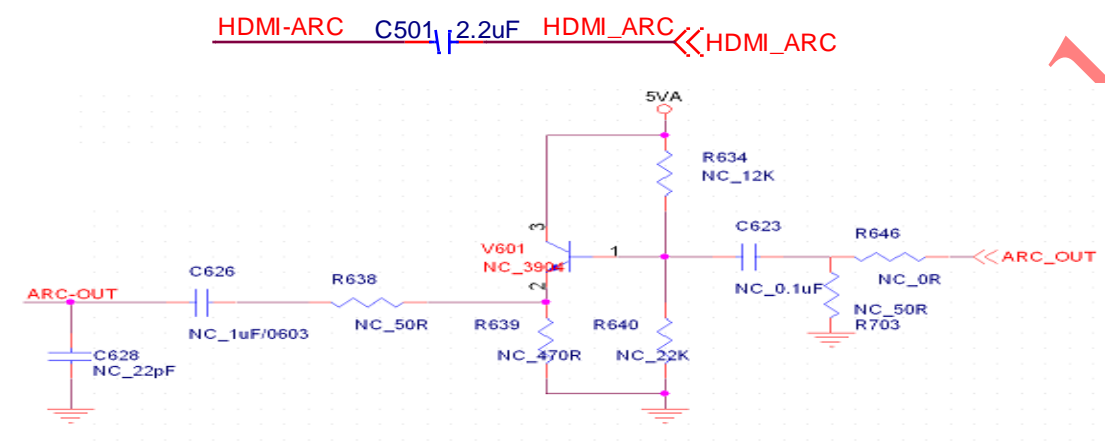 HDMI-ARC C501 2.2uF HDMI_ARC HDMI_ARC
5VA
R634
NC_12K
3
V601
NC_3904
1
2
C623
NC_0.1uF
R646
NC_0R
ARC_OUT
NC_50R
R703
C626
NC_1uF/0603
R638
NC_50R
ARC-OUT
R639
NC_470R
R640
NC_22K
C628
NC_22pF